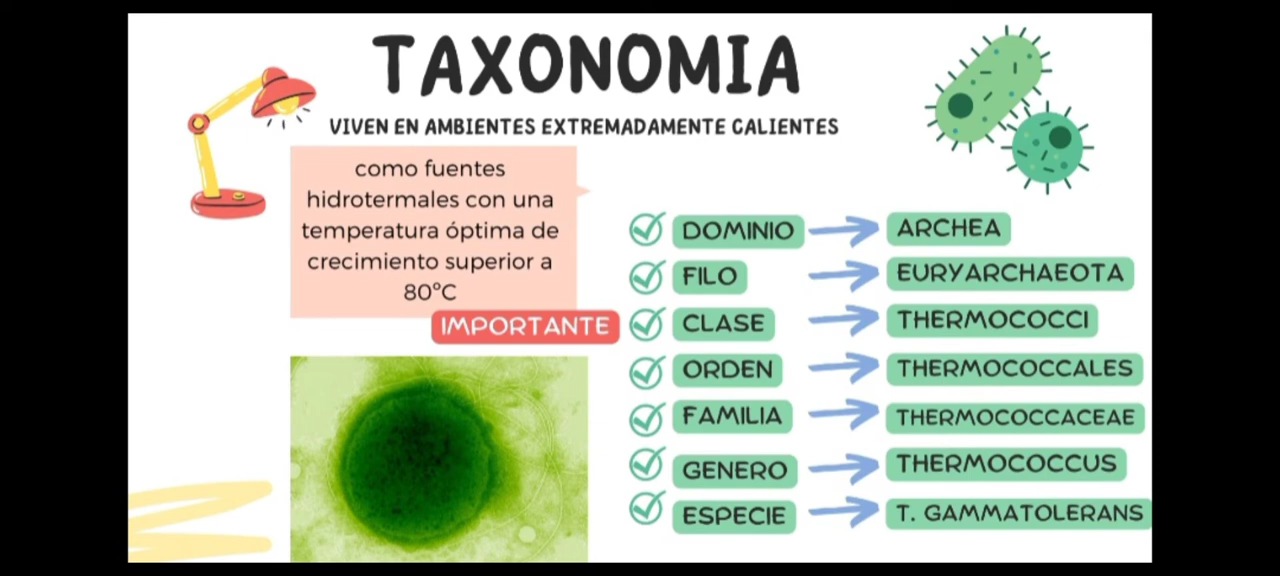 TAXONOMIA
VIVEN EN AMBIENTES EXTREMADAMENTE CALIENTES
como fuentes
hidrotermales con una
temperatura óptima de
crecimiento superior a
80°C
IMPORTANTE
DOMINIO ARCHEA
FILO EURYARCHAEOTA
CLASE THERMOCOCCI
ORDEN THERMOCOCCALES
FAMILIA THERMOCOCCACEAE
GENERO THERMOCOCCUS
ESPECIE T. GAMMATOLERANS